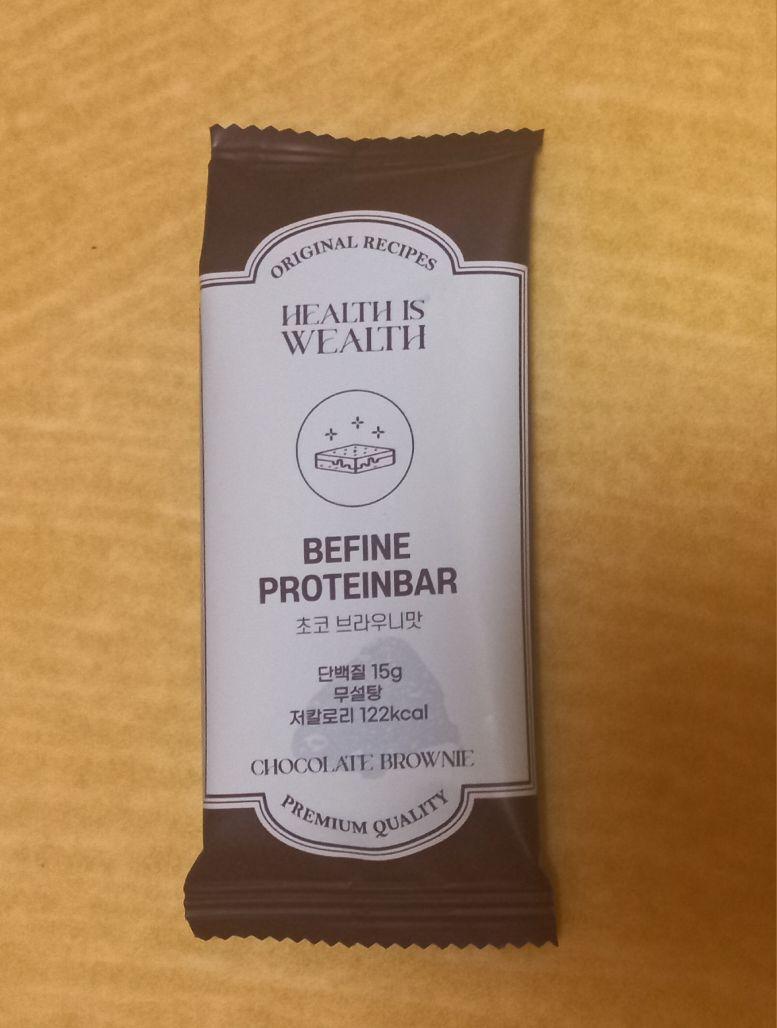 ORIGINAL RECIPES
HEALTH IS
WEALTH
BEFINE
PROTEINBAR
초코 브라우니맛
단백질 15g
무설탕
저칼로리 122kcal
CHOCOLATE BROWNIE
PREMIUM QUALITY